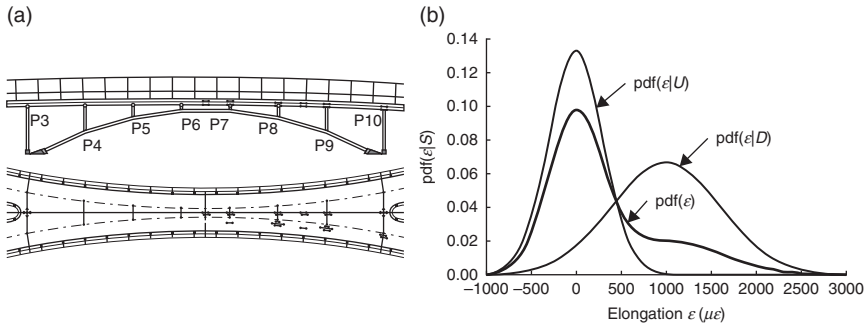 (a)
P3
P4
P5
P6
P7
P8
P9
P10
(b)
pdf(ε|S)
0.14
0.12
0.10
0.08
0.06
0.04
0.02
0.00
pdf(ε|U)
pdf(ε|D)
pdf(ε)
−1000 −500 0 500 1000 1500 2000 2500 3000
Elongation ε (με)